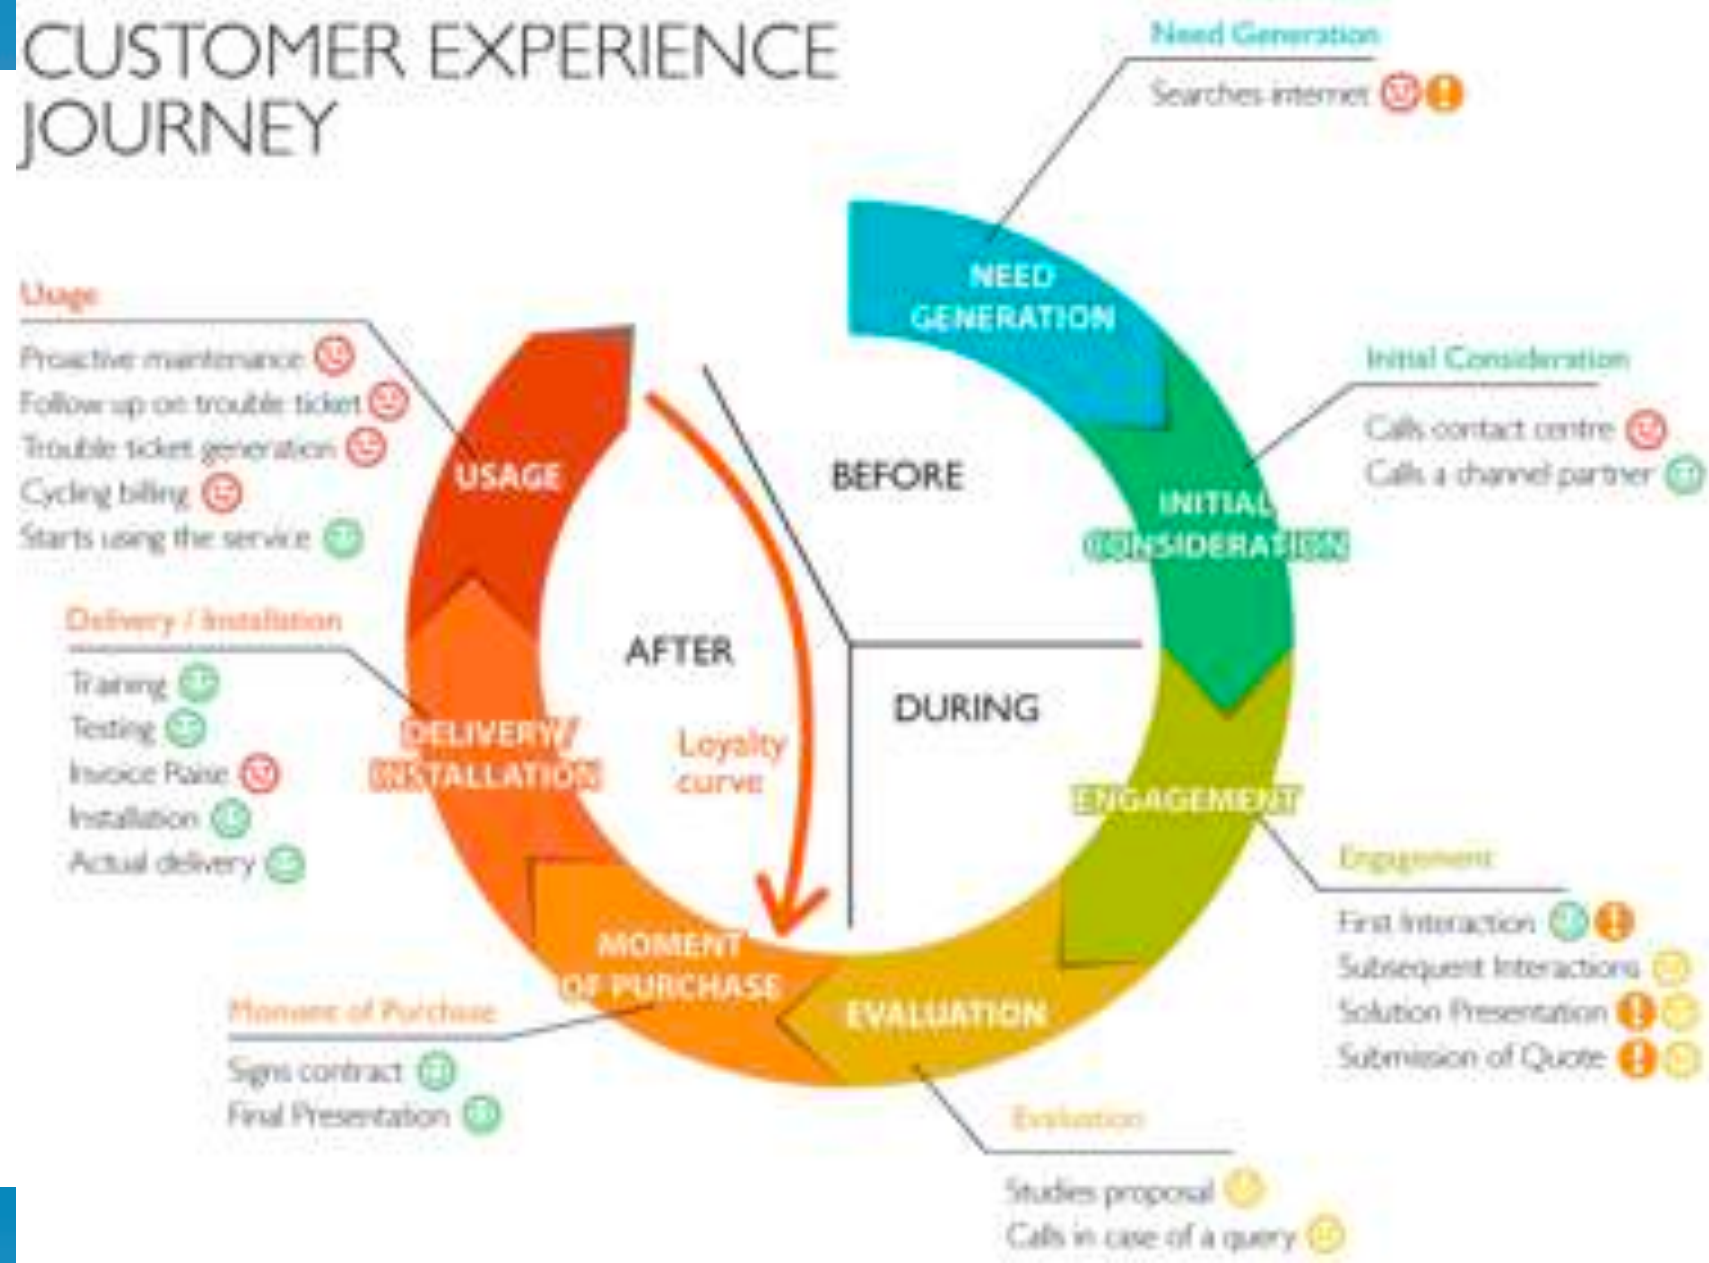 CUSTOMER EXPERIENCE
JOURNEY
Need Generation
Searches internet
NEED
GENERATION
Initial Consideration
Calls contact centre
Calls a channel partner
INITIAL
CONSIDERATION
BEFORE
DURING
AFTER
Loyalty
curve
ENGAGEMENT
Engagement
First Interaction
Subsequent Interactions
Solution Presentation
Submission of Quote
EVALUATION
Evaluation
Studies proposal
Calls in case of a query
MOMENT
OF PURCHASE
Moment of Purchase
Signs contract
Final Presentation
DELIVERY/
INSTALLATION
Delivery / Installation
Training
Testing
Invoice Raise
Installation
Actual delivery
USAGE
Usage
Proactive maintenance
Follow up on trouble ticket
Trouble ticket generation
Cycling billing
Starts using the service